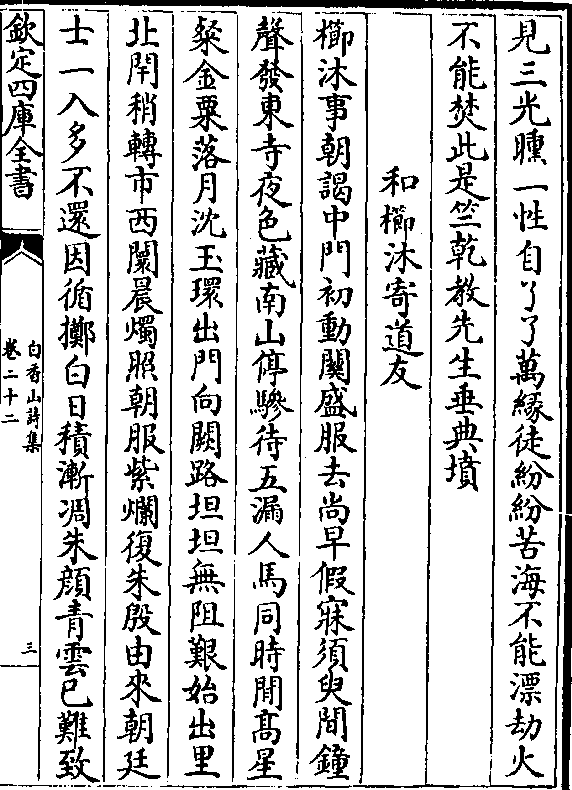 見三光曛一性自了了萬緣徒紛紛苦海不能漂劫火
不能焚此是竺乾教先生垂典墳
和櫛沐寄道友
櫛沐事朝謁中門初動關盛服去尚早假寐須臾間鐘
聲發東寺夜色藏南山停驂待五漏人馬同時閒髙星
粲金粟落月沈玉環出門向闕路坦坦無阻艱始出里
北閈稍轉市西闤晨燭照朝服紫爛復朱殷由來朝廷
士一入多不還因循擲白日積漸凋朱顔青雲已難致
欽定四庫全書
白香山詩集
卷二十二
三